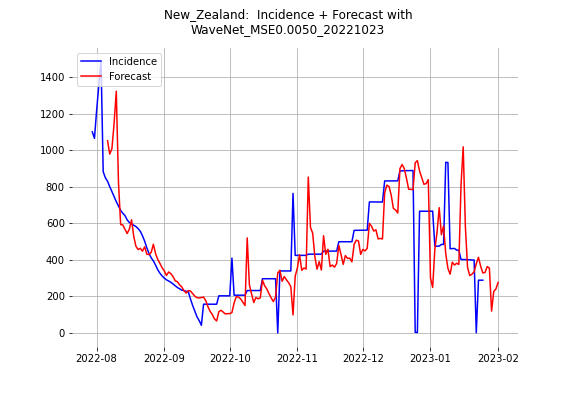 New_Zealand:  Incidence + Forecast with
WaveNet_MSE0.0050_20221023
Incidence
Forecast
1400
1200
1000
800
600
400
200
0
2022-08 2022-09 2022-10 2022-11 2022-12 2023-01 2023-02